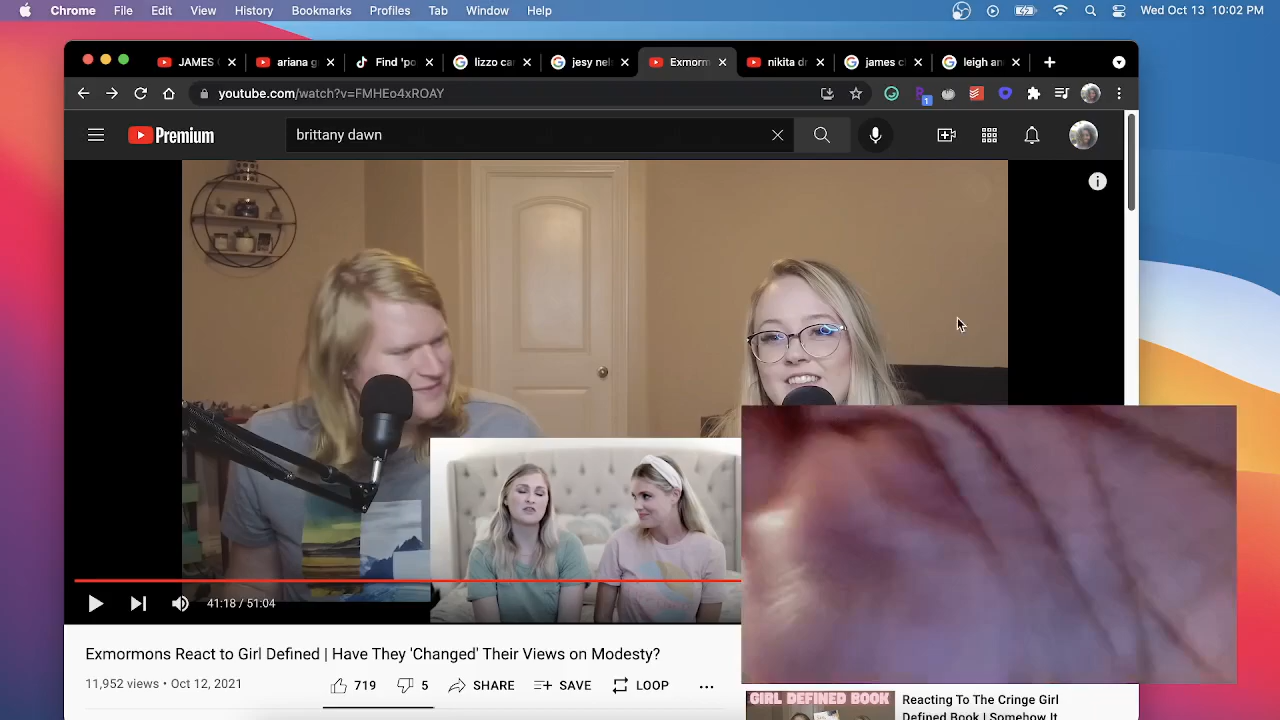 Chrome File Edit View History Bookmarks Profiles Tab Window Help Wed Oct 13 10:02 PM
JAMES ariana g Find 'po lizzo car jesy nel Exmorm nikita dr james c leigh an
youtube.com/watch?v=FMHEo4xROAY
1
Premium
brittany dawn
41:18 / 51:04
Exmormons React to Girl Defined | Have They 'Changed' Their Views on Modesty?
11,952 views • Oct 12, 2021
719 5 SHARE SAVE LOOP
GIRL DEFINED BOOK
Reacting To The Cringe Girl
Defined Book | Somehow It